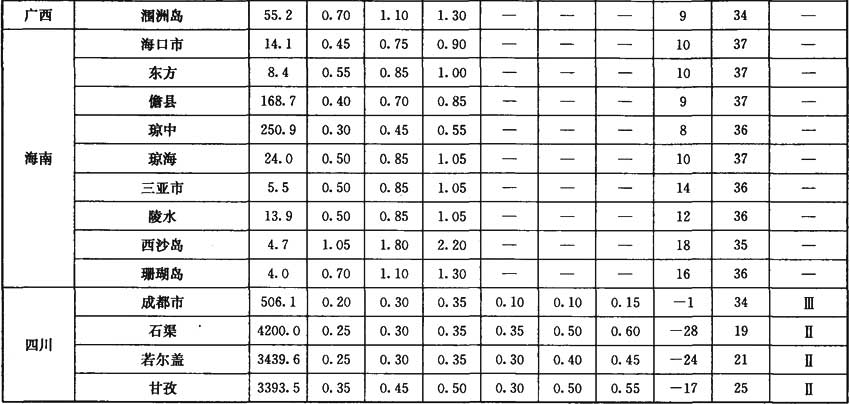 广西 涠洲岛 55.2 0.70 1.10 1.30 — — — 9 34 —
海南 海口市 14.1 0.45 0.75 0.90 — — — 10 37 —
东方 8.4 0.55 0.85 1.00 — — — 10 37 —
儋县 168.7 0.40 0.70 0.85 — — — 9 37 —
琼中 250.9 0.30 0.45 0.55 — — — 8 36 —
琼海 24.0 0.50 0.85 1.05 — — — 10 37 —
三亚市 5.5 0.50 0.85 1.05 — — — 14 36 —
陵水 13.9 0.50 0.85 1.05 — — — 12 36 —
西沙岛 4.7 1.05 1.80 2.20 — — — 18 35 —
珊瑚岛 4.0 0.70 1.10 1.30 — — — 16 36 —
四川 成都市 506.1 0.20 0.30 0.35 0.10 0.10 0.15 -1 34 Ⅲ
石渠 4200.0 0.25 0.30 0.35 0.35 0.50 0.60 -28 19 Ⅱ
若尔盖 3439.6 0.25 0.30 0.35 0.30 0.40 0.45 -24 21 Ⅱ
甘孜 3393.5 0.35 0.45 0.50 0.30 0.50 0.55 -17 25 Ⅱ